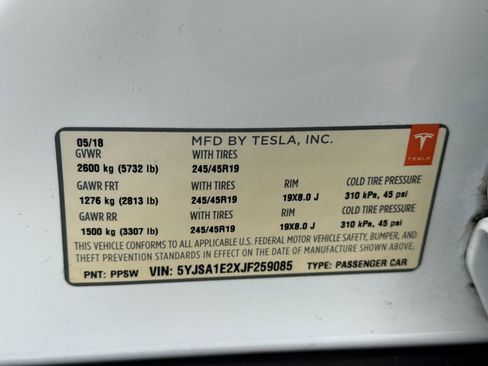 05/18 MFD BY TESLA, INC.
GVWR WITH TIRES
2600 kg (5732 lb) 245/45R19
TESLA
GAWR FRT WITH TIRES RIM COLD TIRE PRESSURE
1276 kg (2813 lb) 245/45R19 19X8.0 J 310 kPa, 45 psi
GAWR RR WITH TIRES RIM COLD TIRE PRESSURE
1500 kg (3307 lb) 245/45R19 19X8.0 J 310 kPa, 45 psi
THIS VEHICLE CONFORMS TO ALL APPLICABLE U.S. FEDERAL MOTOR VEHICLE SAFETY, BUMPER, AND
THEFT PREVENTION STANDARDS IN EFFECT ON THE DATE OF MANUFACTURE SHOWN ABOVE.
PNT: PPSW VIN: 5YJSA1E2XJF259085 TYPE: PASSENGER CAR